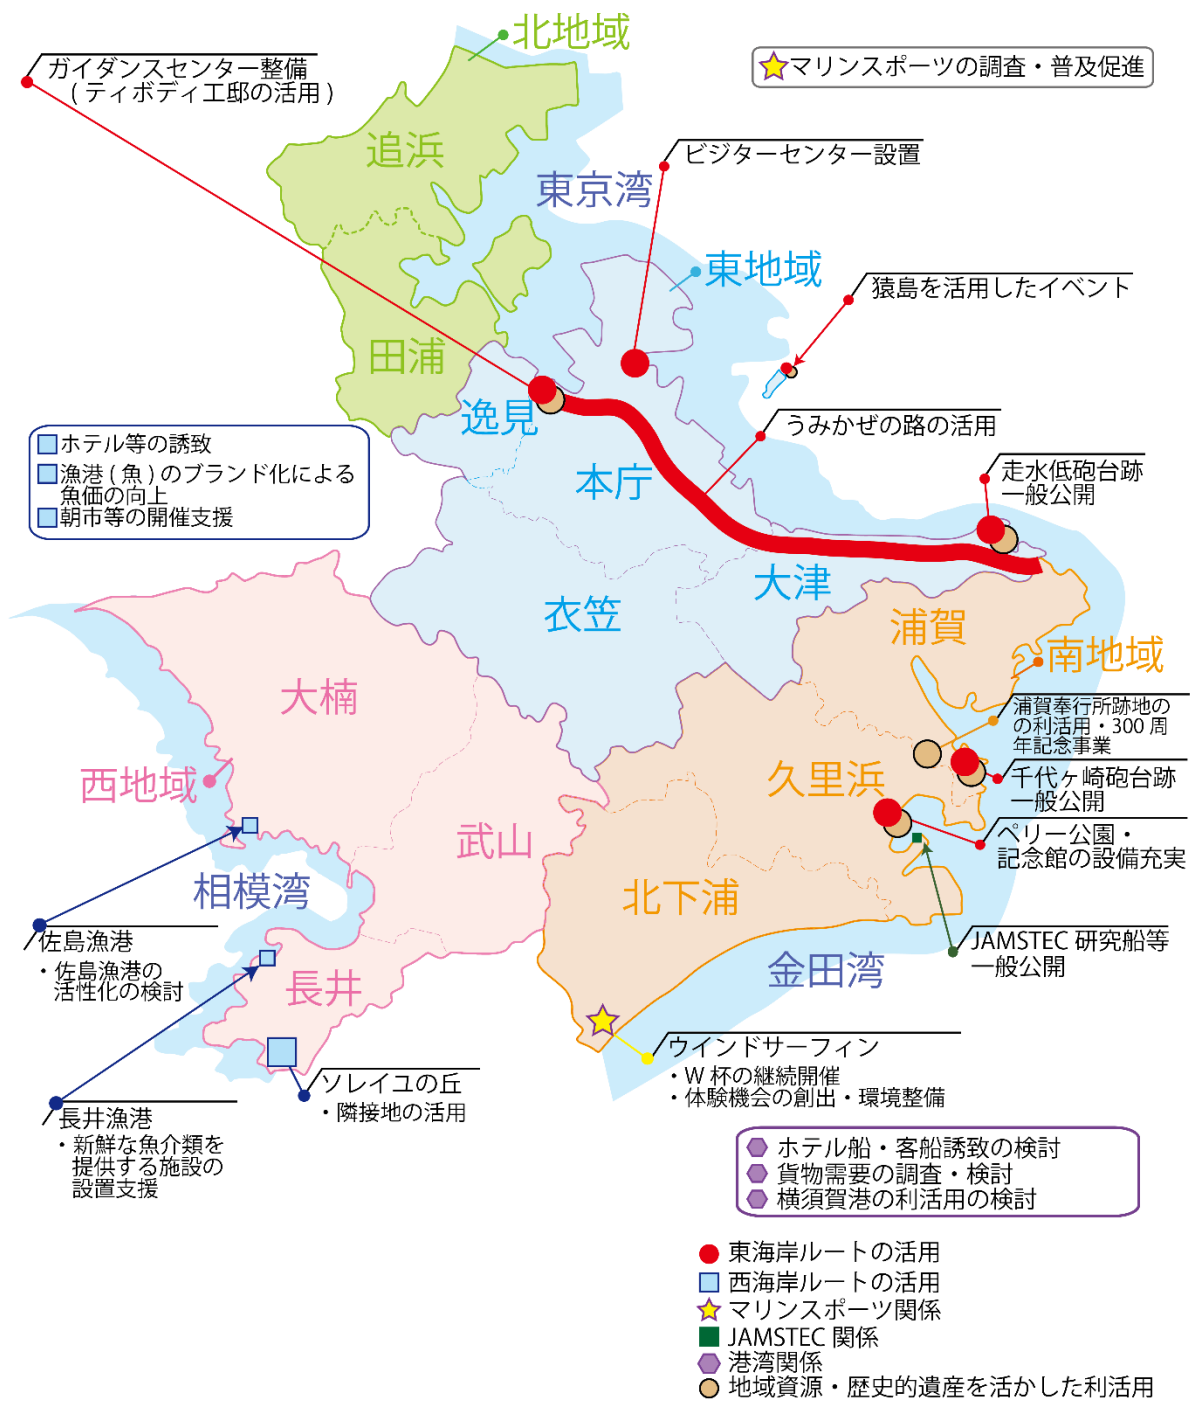 北地域
ガイダンスセンター整備
(ティボディエ邸の活用)
マリンスポーツの調査・普及促進
追浜
ビジターセンター設置
東京湾
東地域
猿島を活用したイベント
田浦
逸見
うみかぜの路の活用
ホテル等の誘致
漁港(魚)のブランド化による
魚価の向上
朝市等の開催支援
本庁
走水低砲台跡
一般公開
大津
衣笠
浦賀
南地域
大楠
浦賀奉行所跡地の
の利活用・300周
年記念事業
西地域
久里浜
千代ヶ崎砲台跡
一般公開
武山
ペリー公園・
記念館の設備充実
相模湾
北下浦
佐島漁港
・佐島漁港の
活性化の検討
JAMSTEC 研究船等
一般公開
長井
金田湾
ウインドサーフィン
・W杯の継続開催
・体験機会の創出・環境整備
ソレイユの丘
・隣接地の活用
長井漁港
・新鮮な魚介類を
提供する施設の
設置支援
ホテル船・客船誘致の検討
貨物需要の調査・検討
横須賀港の利活用の検討
東海岸ルートの活用
西海岸ルートの活用
マリンスポーツ関係
JAMSTEC 関係
港湾関係
地域資源・歴史的遺産を活かした利活用